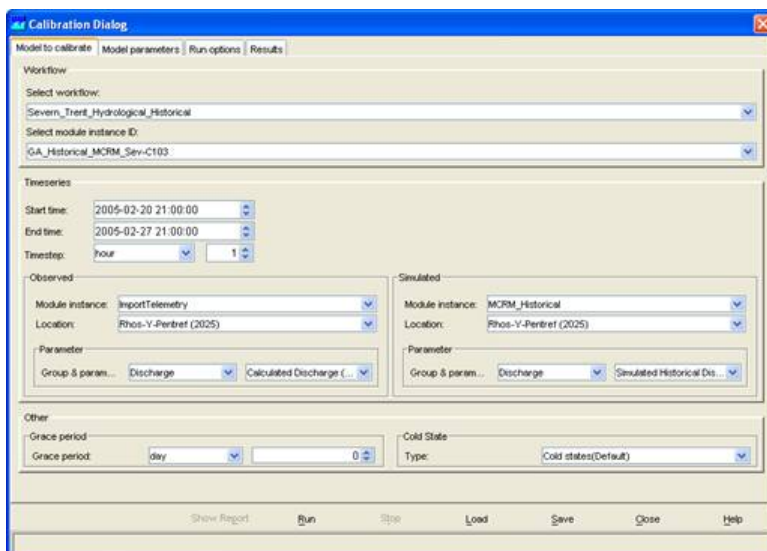 Calibration Dialog
Model to calibrate Model parameters Run options Results
Workflow
Select workflow:
Severn_Trent_Hydrological_Historical
Select module instance ID:
GA_Historical_MCRM_Sev-C103
Timeseries
Start time: 2005-02-20 21:00:00
End time: 2005-02-27 21:00:00
Timestep: hour 1
Observed
Module instance: ImportTelemetry
Location: Rhos-Y-Pentref (2025)
Parameter
Group & param... Discharge Calculated Discharge (...
Simulated
Module instance: MCRM_Historical
Location: Rhos-Y-Pentref (2025)
Parameter
Group & param... Discharge Simulated Historical Dis...
Other
Grace period
Grace period: day 0
Cold State
Type: Cold states(Default)
Show Report Run Stop Load Save Close Help